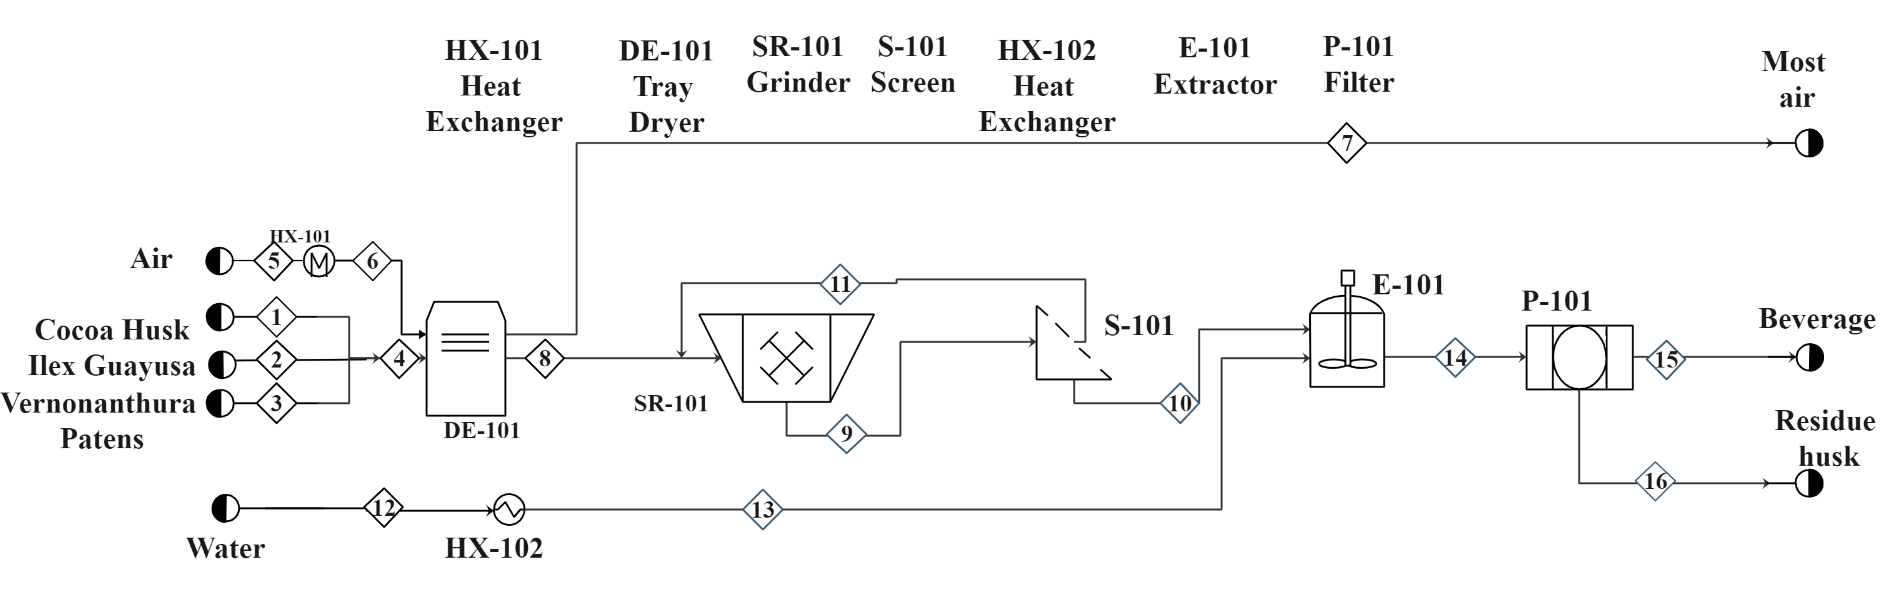 HX-101
Heat
Exchanger
DE-101
Tray
Dryer
SR-101
Grinder
S-101
Screen
HX-102
Heat
Exchanger
E-101
Extractor
P-101
Filter
Most
air
7
HX-101
Air
5
M
6
11
E-101
P-101
S-101
Cocoa Husk
1
Ilex Guayusa
2
4
8
Vernonanthura
Patens
3
DE-101
SR-101
9
10
14
15
Beverage
Residue
husk
16
12
13
Water
HX-102